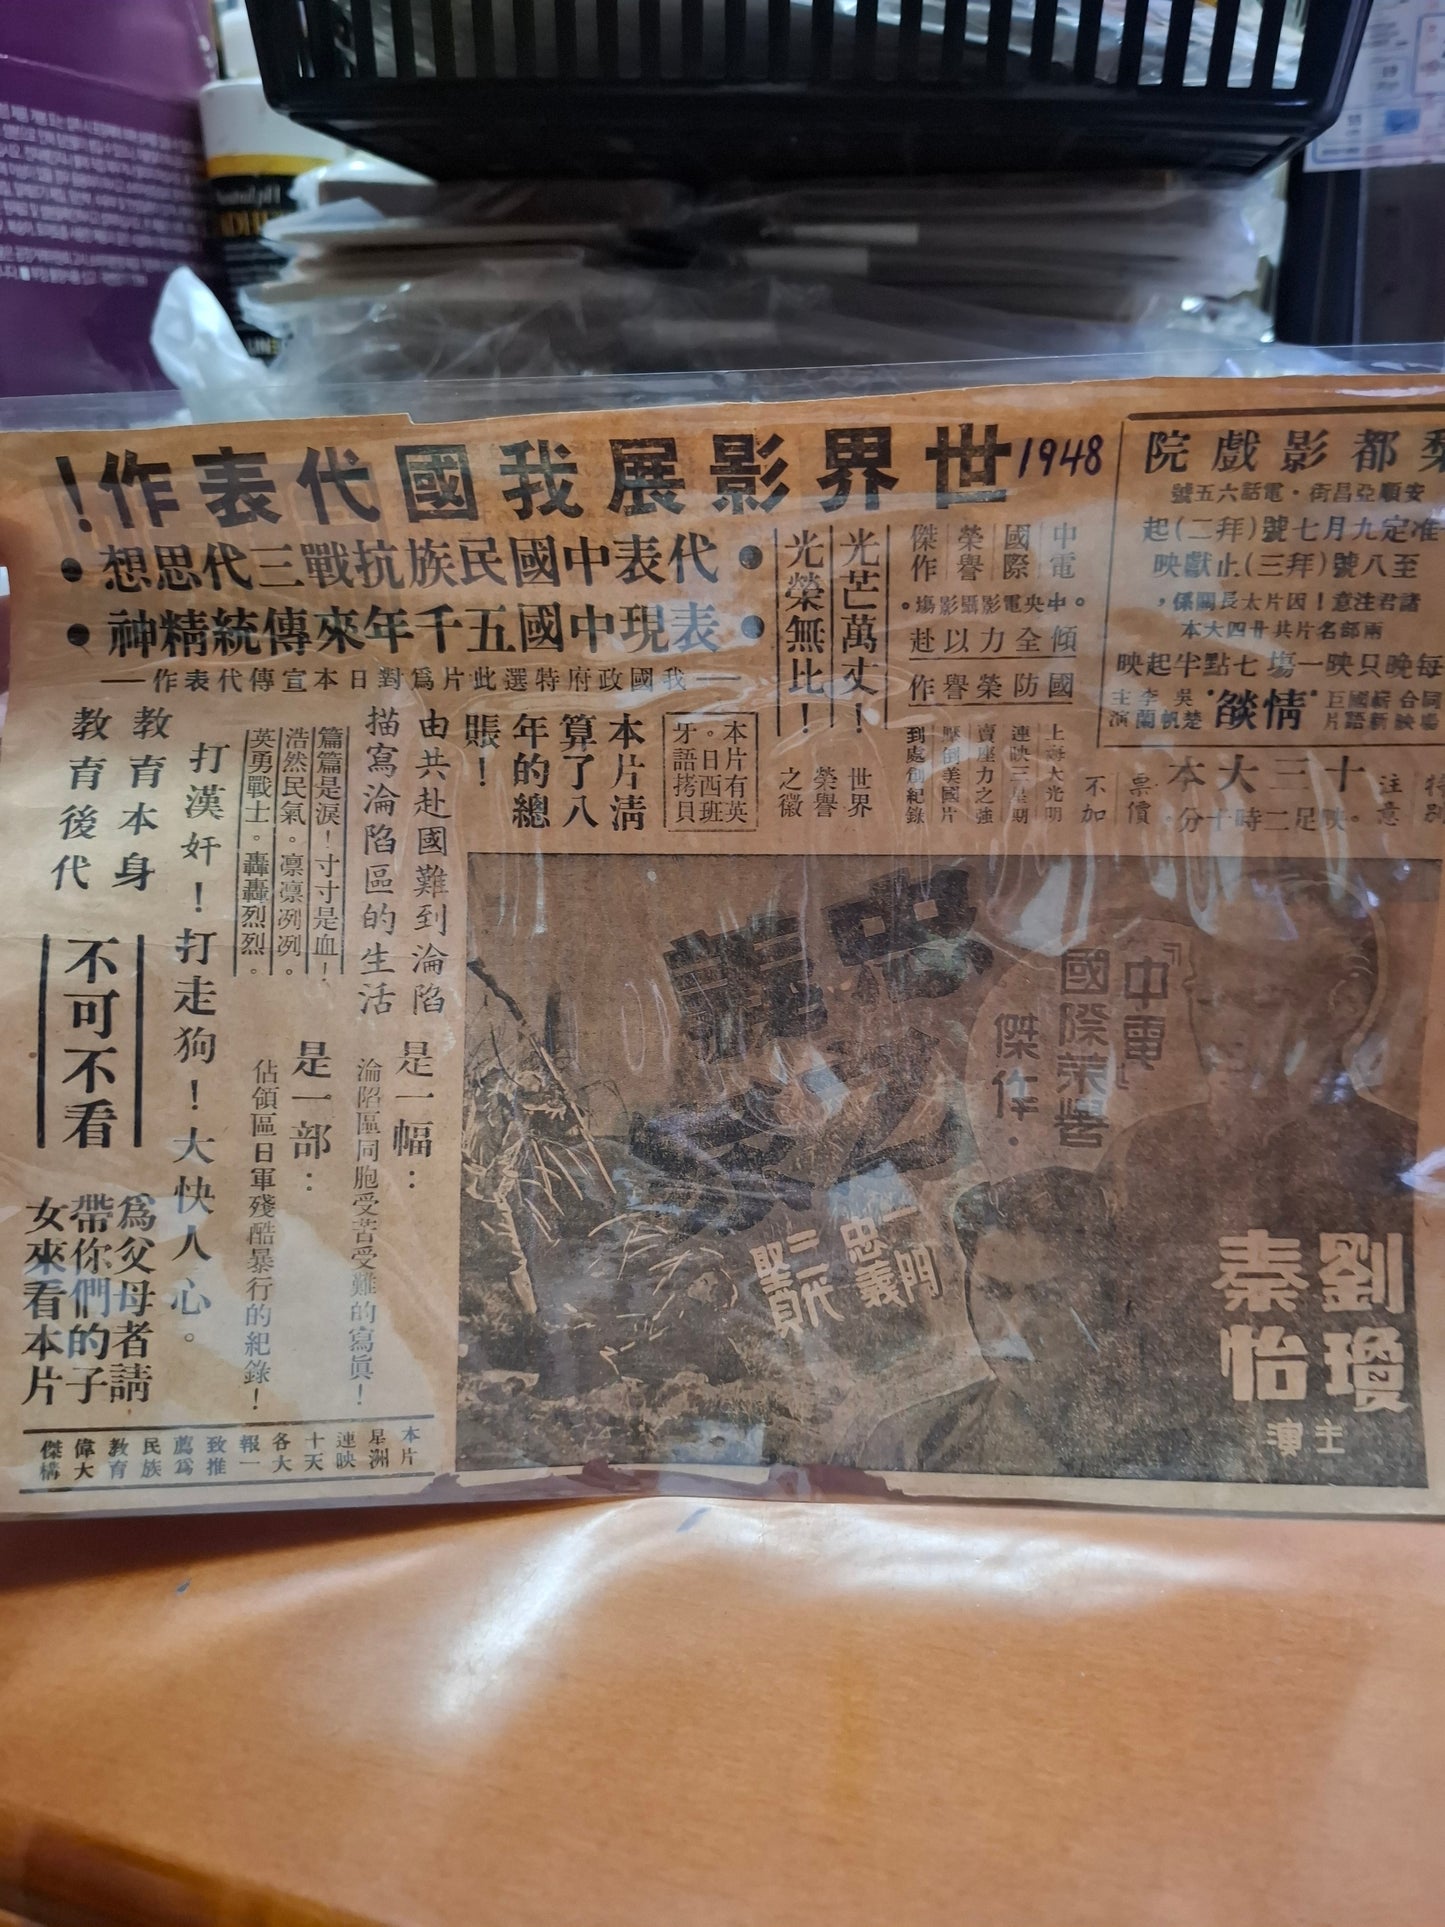 世界影展我國代表作！
1948
•代表中國民族抗戰三代思想•
•表現中國五千年來傳統精神•
—我國政府特選此片爲對日本宣傳代表作—
都影戲院
安順亞昌街・電話六五號
准定九月七號(拜二)起
至八號(拜三)止獻映
諸君注意！因片太長關係，
兩部名片共廿四大本
每晚只映一塲七點半起映
同塲
合映
嶄新
國語
巨片
“情燄”
吳楚帆
李蘭
主演
特別
注意
十三大本
映足二時十分。
票價
不加
中電
國際
榮譽
傑作
中央電影攝影塲。
傾全力以赴
國防榮譽作
上海大光明
連映三星期
賣座力之強
壓倒美國片
到處創紀錄
光芒萬丈！
光榮無比！
世界
榮譽
之徽
本片有英
。日西班
牙語拷貝
本片清
算了八
年的總
賬！
由共赴國難到淪陷
描寫淪陷區的生活
篇篇是淚！寸寸是血！
浩然民氣。凜凜冽冽。
英勇戰士。轟轟烈烈。
是一幅：
淪陷區同胞受苦受難的寫眞！
是一部：
佔領區日軍殘酷暴行的紀錄！
打漢奸！打走狗！大快人心。
教育本身
教育後代
不可不看
爲父母者請
帶你們的子
女來看本片
本片
星洲
連映
十天
各大
報一
致推
薦爲
民族
教育
偉大
傑構
『中電』
國際榮譽
傑作・
忠義
之家
一門
忠義
三代
聖賢
劉瓊
秦怡
主演